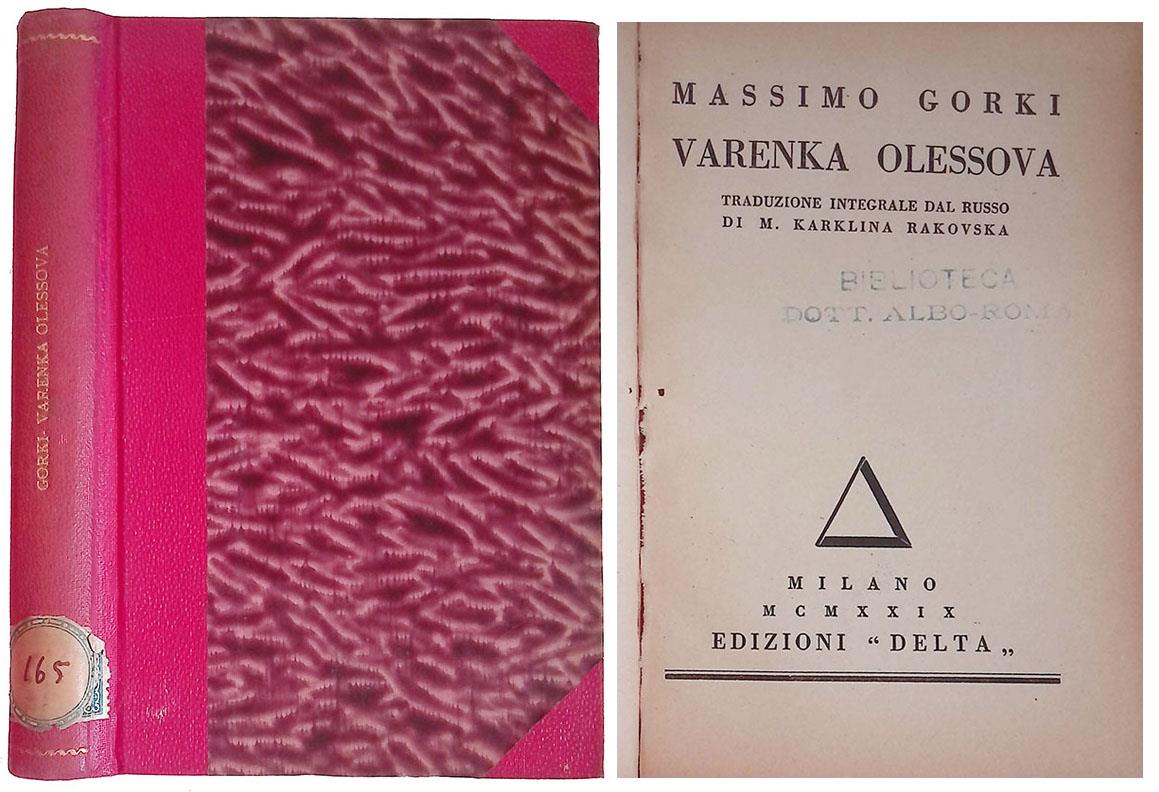 GORKI - VARENKA OLESSOVA
165
MASSIMO GORKI
VARENKA OLESSOVA
TRADUZIONE INTEGRALE DAL RUSSO
DI M. KARKLINA RAKOVSKA
BIBLIOTECA
DOTT. ALBO-ROMA
MILANO
MCMXXIX
EDIZIONI “ DELTA „